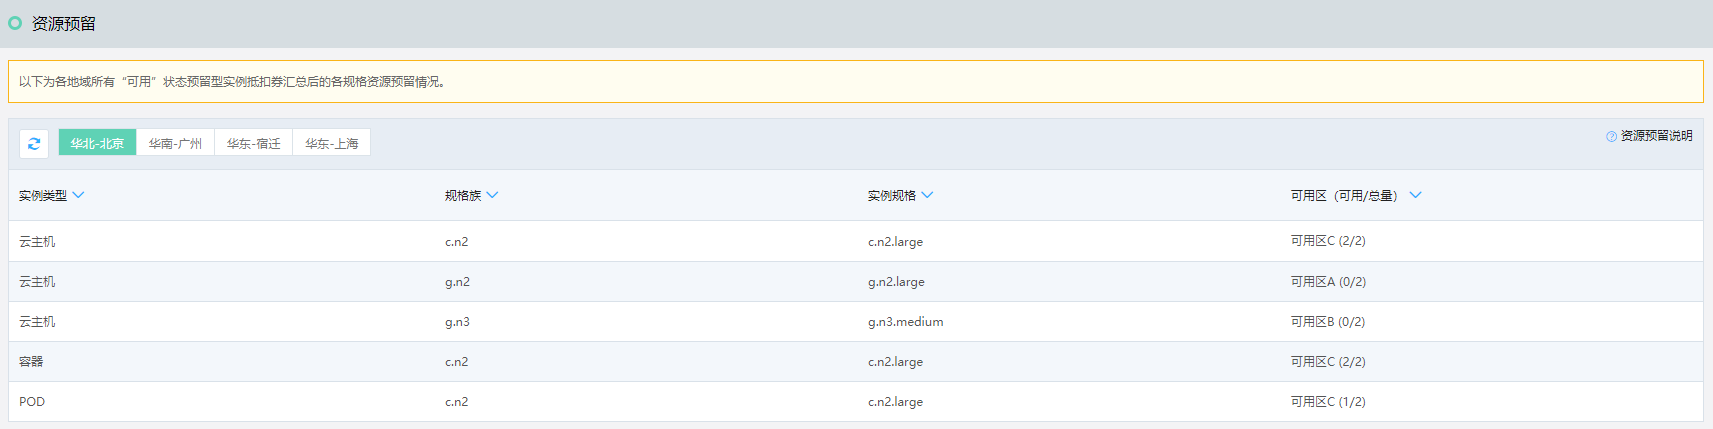 资源预留
以下为各地域所有“可用”状态预留型实例抵扣券汇总后的各规格资源预留情况。
华北-北京 华南-广州 华东-宿迁 华东-上海 资源预留说明
实例类型 规格族 实例规格 可用区（可用/总量）
云主机 c.n2 c.n2.large 可用区C (2/2)
云主机 g.n2 g.n2.large 可用区A (0/2)
云主机 g.n3 g.n3.medium 可用区B (0/2)
容器 c.n2 c.n2.large 可用区C (2/2)
POD c.n2 c.n2.large 可用区C (1/2)